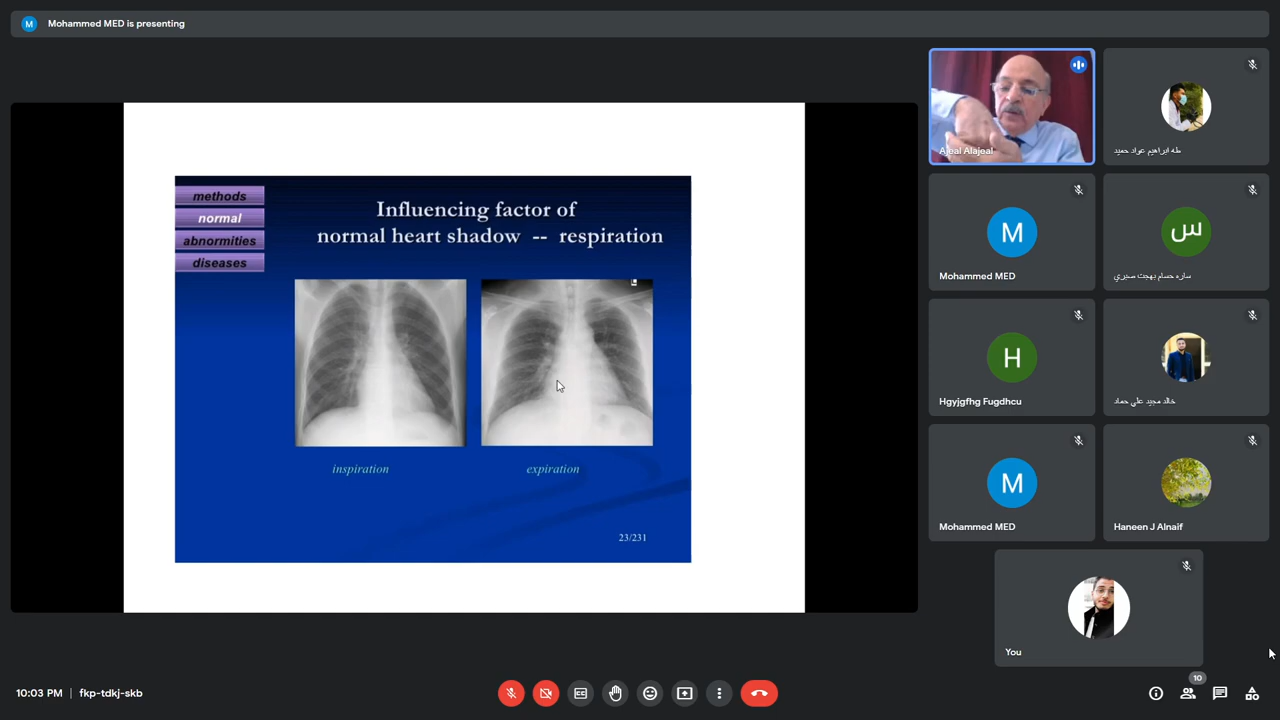 M
Mohammed MED is presenting
methods
normal
abnormities
diseases
Influencing factor of
normal heart shadow -- respiration
L
inspiration
expiration
23/231
Ajeal Alajeal
طه ابراهيم عواد حميد
M
Mohammed MED
س
ساره حسام بهجت صبري
H
Hgyjgfhg Fugdhcu
خالد مجيد علي حماد
M
Mohammed MED
Haneen J Alnaif
You
10:03 PM
fkp-tdkj-skb
CC
10